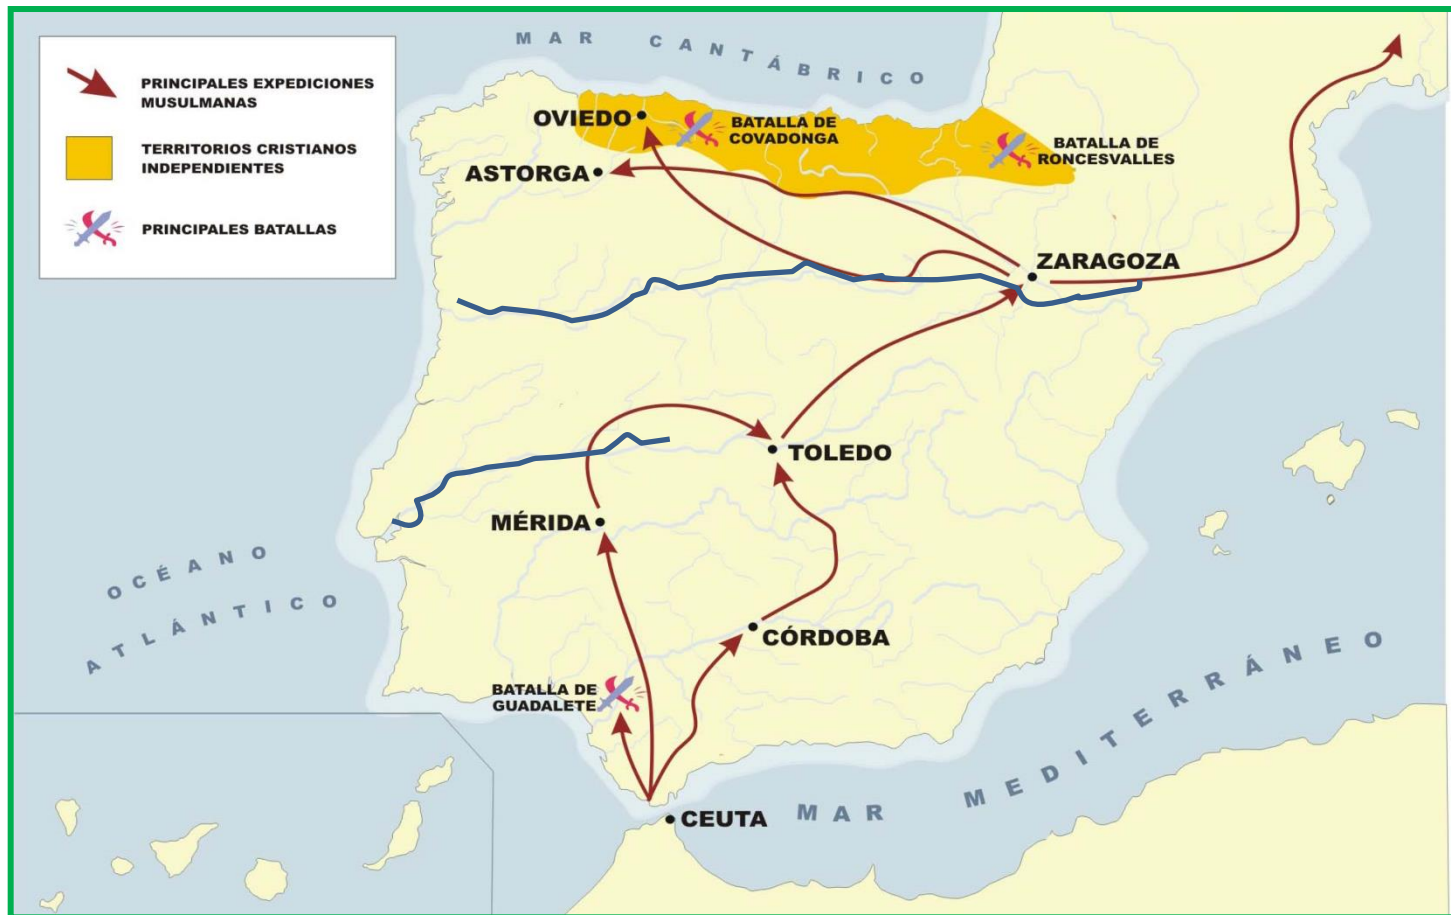 MAR CANTÁBRICO
PRINCIPALES EXPEDICIONES
MUSULMANAS
TERRITORIOS CRISTIANOS
INDEPENDIENTES
PRINCIPALES BATALLAS
OVIEDO
BATALLA DE
COVADONGA
BATALLA DE
RONCESVALLES
ASTORGA
ZARAGOZA
TOLEDO
MÉRIDA
OCÉANO
ATLÁNTICO
CÓRDOBA
BATALLA DE
GUADALETE
MAR MEDITERRÁNEO
CEUTA